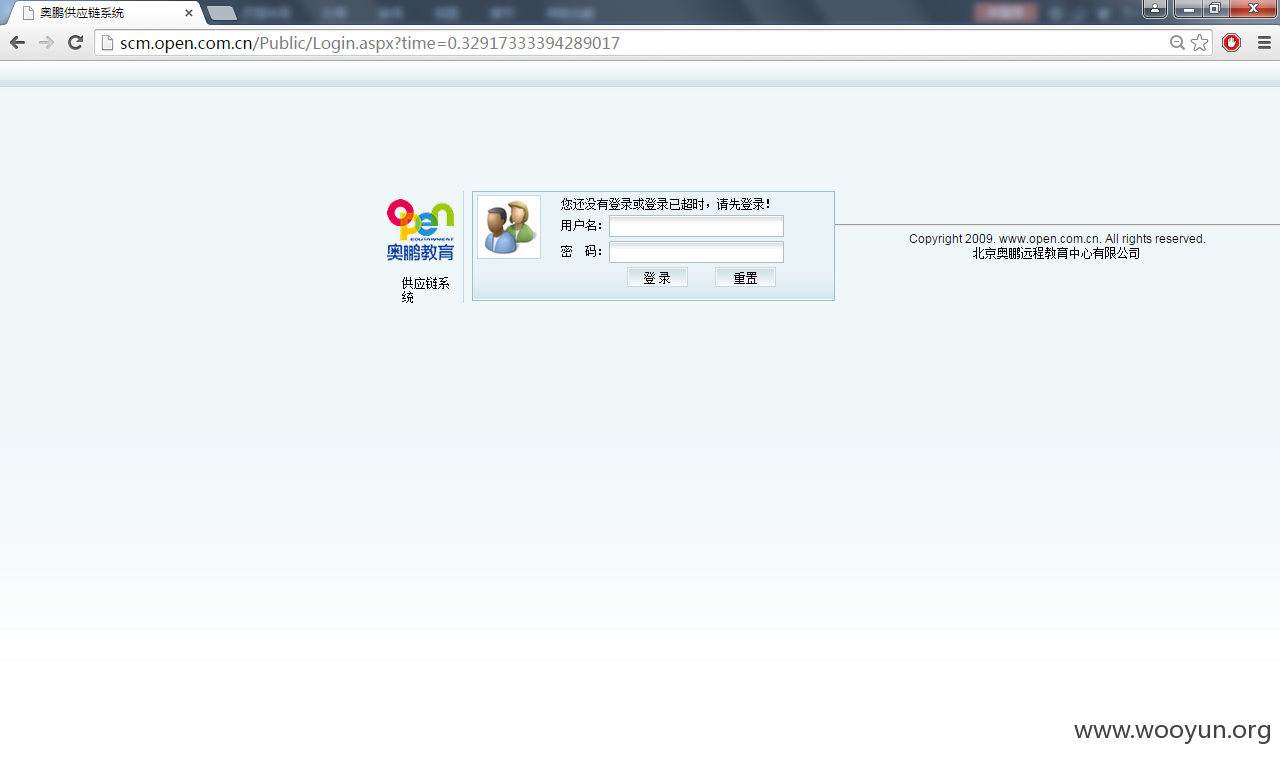 奥鹏供应链系统
scm.open.com.cn/Public/Login.aspx?time=0.32917333394289017
open
EDUTAINMENT
奥鹏教育
供应链系
统
您还没有登录或登录已超时，请先登录！
用户名：
密 码：
登 录 重置
Copyright 2009. www.open.com.cn. All rights reserved.
北京奥鹏远程教育中心有限公司
www.wooyun.org